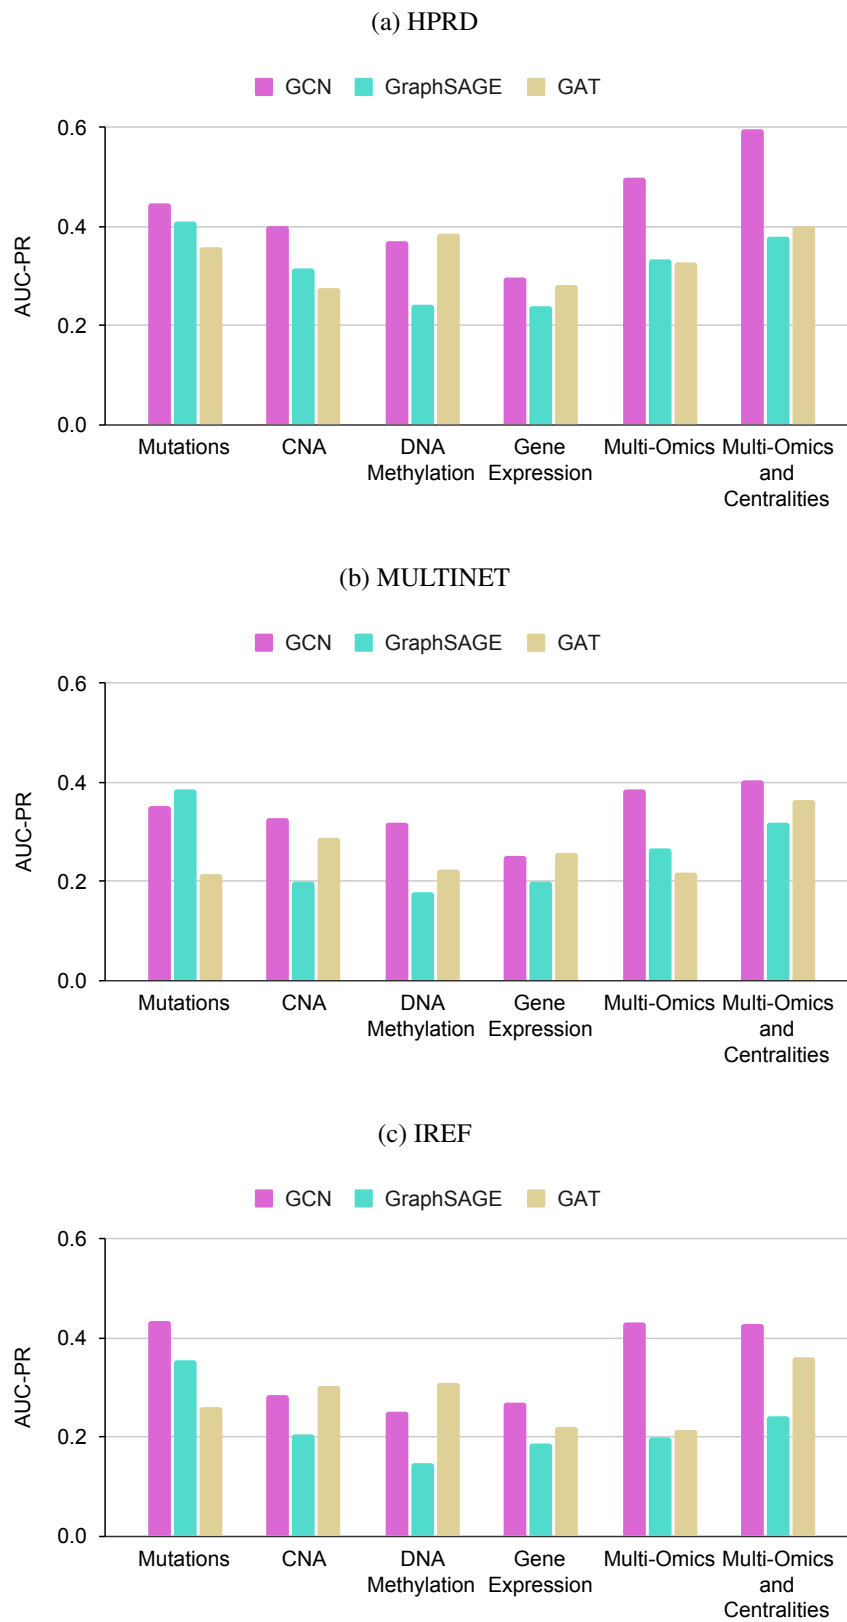 (a) HPRD
GCN GraphSAGE GAT
AUC-PR
0.6
0.4
0.2
0.0
Mutations CNA DNA Methylation Gene Expression Multi-Omics Multi-Omics and Centralities
(b) MULTINET
GCN GraphSAGE GAT
AUC-PR
0.6
0.4
0.2
0.0
Mutations CNA DNA Methylation Gene Expression Multi-Omics Multi-Omics and Centralities
(c) IREF
GCN GraphSAGE GAT
AUC-PR
0.6
0.4
0.2
0.0
Mutations CNA DNA Methylation Gene Expression Multi-Omics Multi-Omics and Centralities